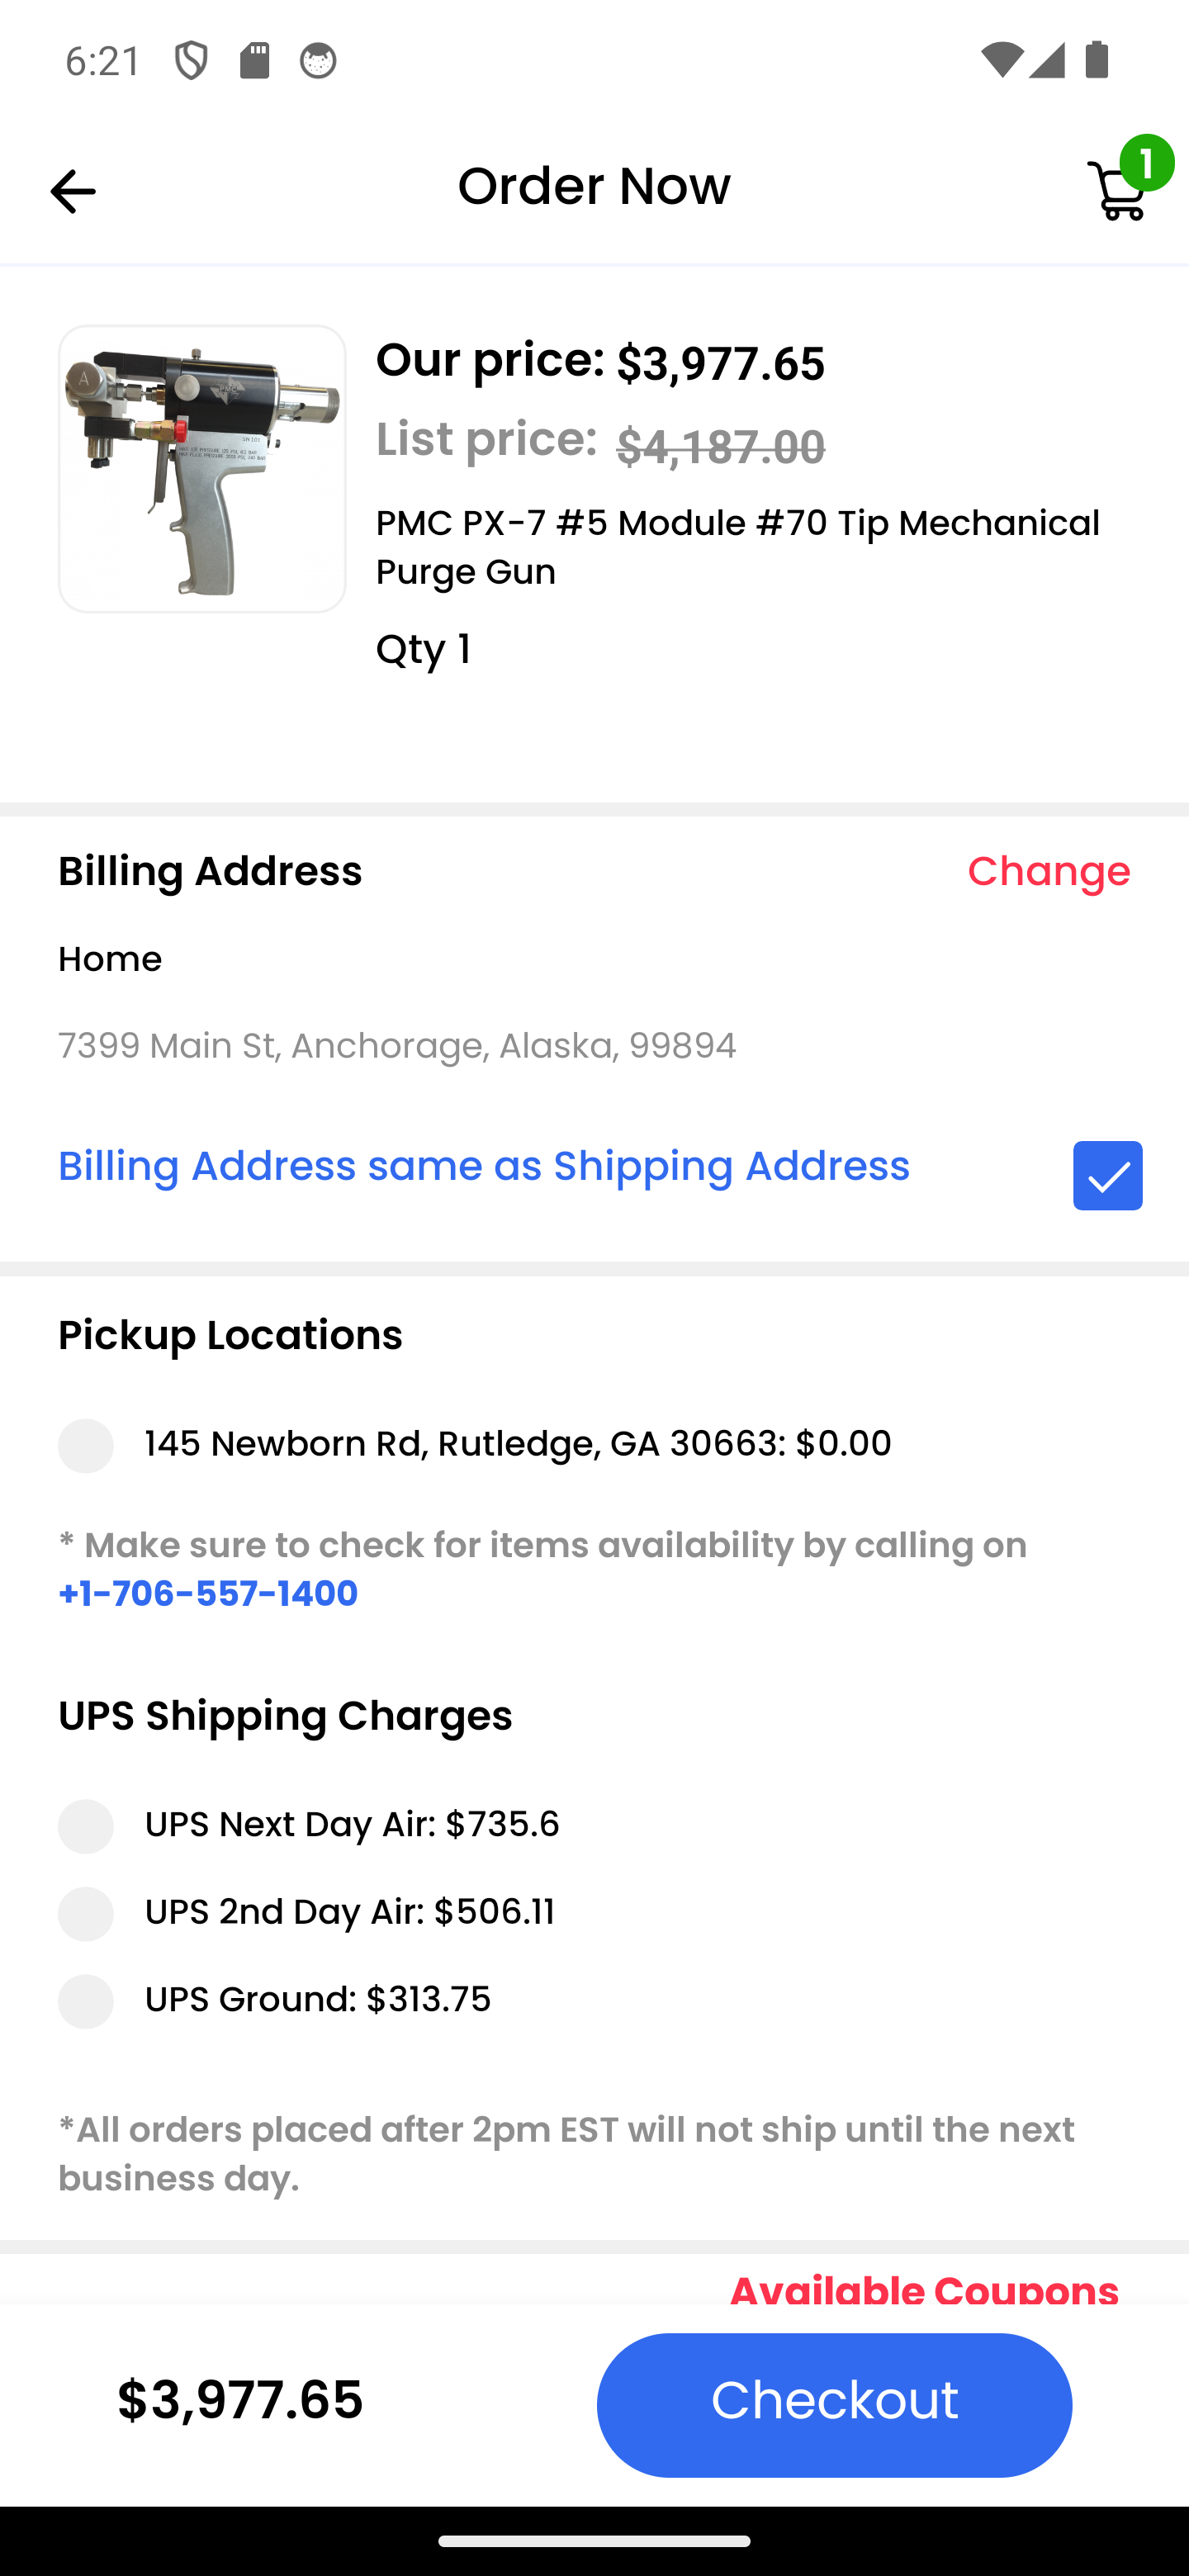 6:21
Order Now
1
Our price: $3,977.65
List price: $4,187.00
PMC PX-7 #5 Module #70 Tip Mechanical
Purge Gun
Qty 1
Billing Address
Change
Home
7399 Main St, Anchorage, Alaska, 99894
Billing Address same as Shipping Address
Pickup Locations
145 Newborn Rd, Rutledge, GA 30663: $0.00
* Make sure to check for items availability by calling on
+1-706-557-1400
UPS Shipping Charges
UPS Next Day Air: $735.6
UPS 2nd Day Air: $506.11
UPS Ground: $313.75
*All orders placed after 2pm EST will not ship until the next
business day.
Available Coupons
$3,977.65
Checkout